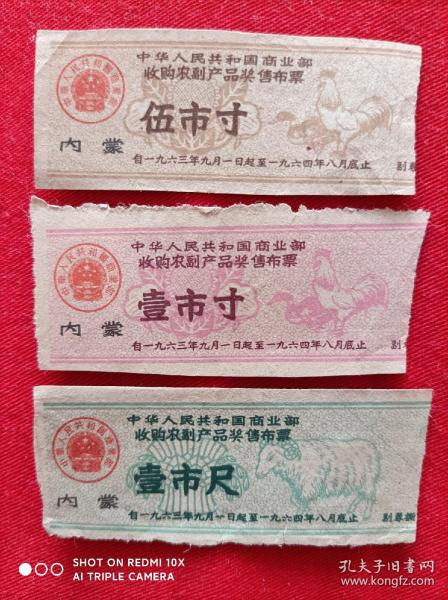 中华人民共和国商业部
收购农副产品奖售布票
伍市寸
内 蒙
自一九六三年九月一日起至一九六四年八月底止
副券
中华人民共和国商业部
收购农副产品奖售布票
壹市寸
内 蒙
自一九六三年九月一日起至一九六四年八月底止
副
中华人民共和国商业部
收购农副产品奖售布票
壹市尺
内 蒙
自一九六三年九月一日起至一九六四年八月底止
副券撕
SHOT ON REDMI 10X
AI TRIPLE CAMERA
孔夫子旧书网
www.kongfz.com